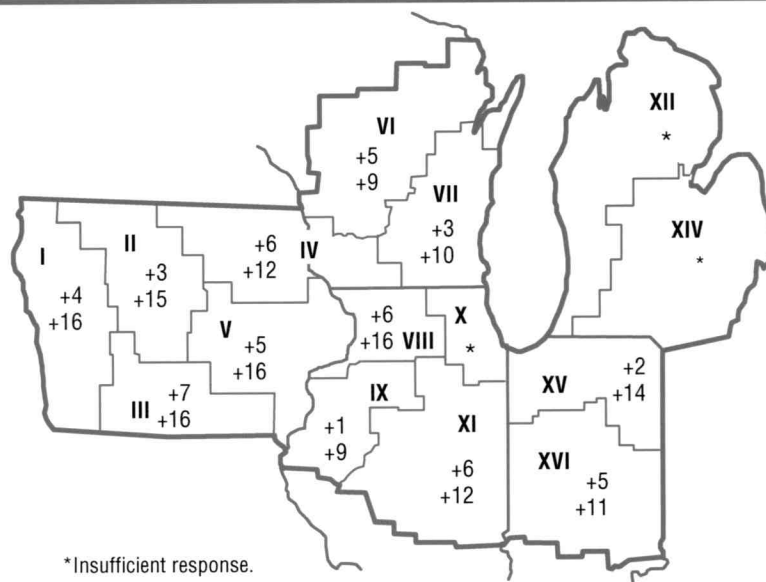 XII
*
VI
+5
+9
VII
+3
+10
XIV
*
I
+4
+16
II
+3
+15
+6
+12
IV
V
+5
+16
+6
+16
VIII
X
*
III
+7
+16
IX
+1
+9
XI
+6
+12
XV
+2
+14
XVI
+5
+11
*Insufficient response.